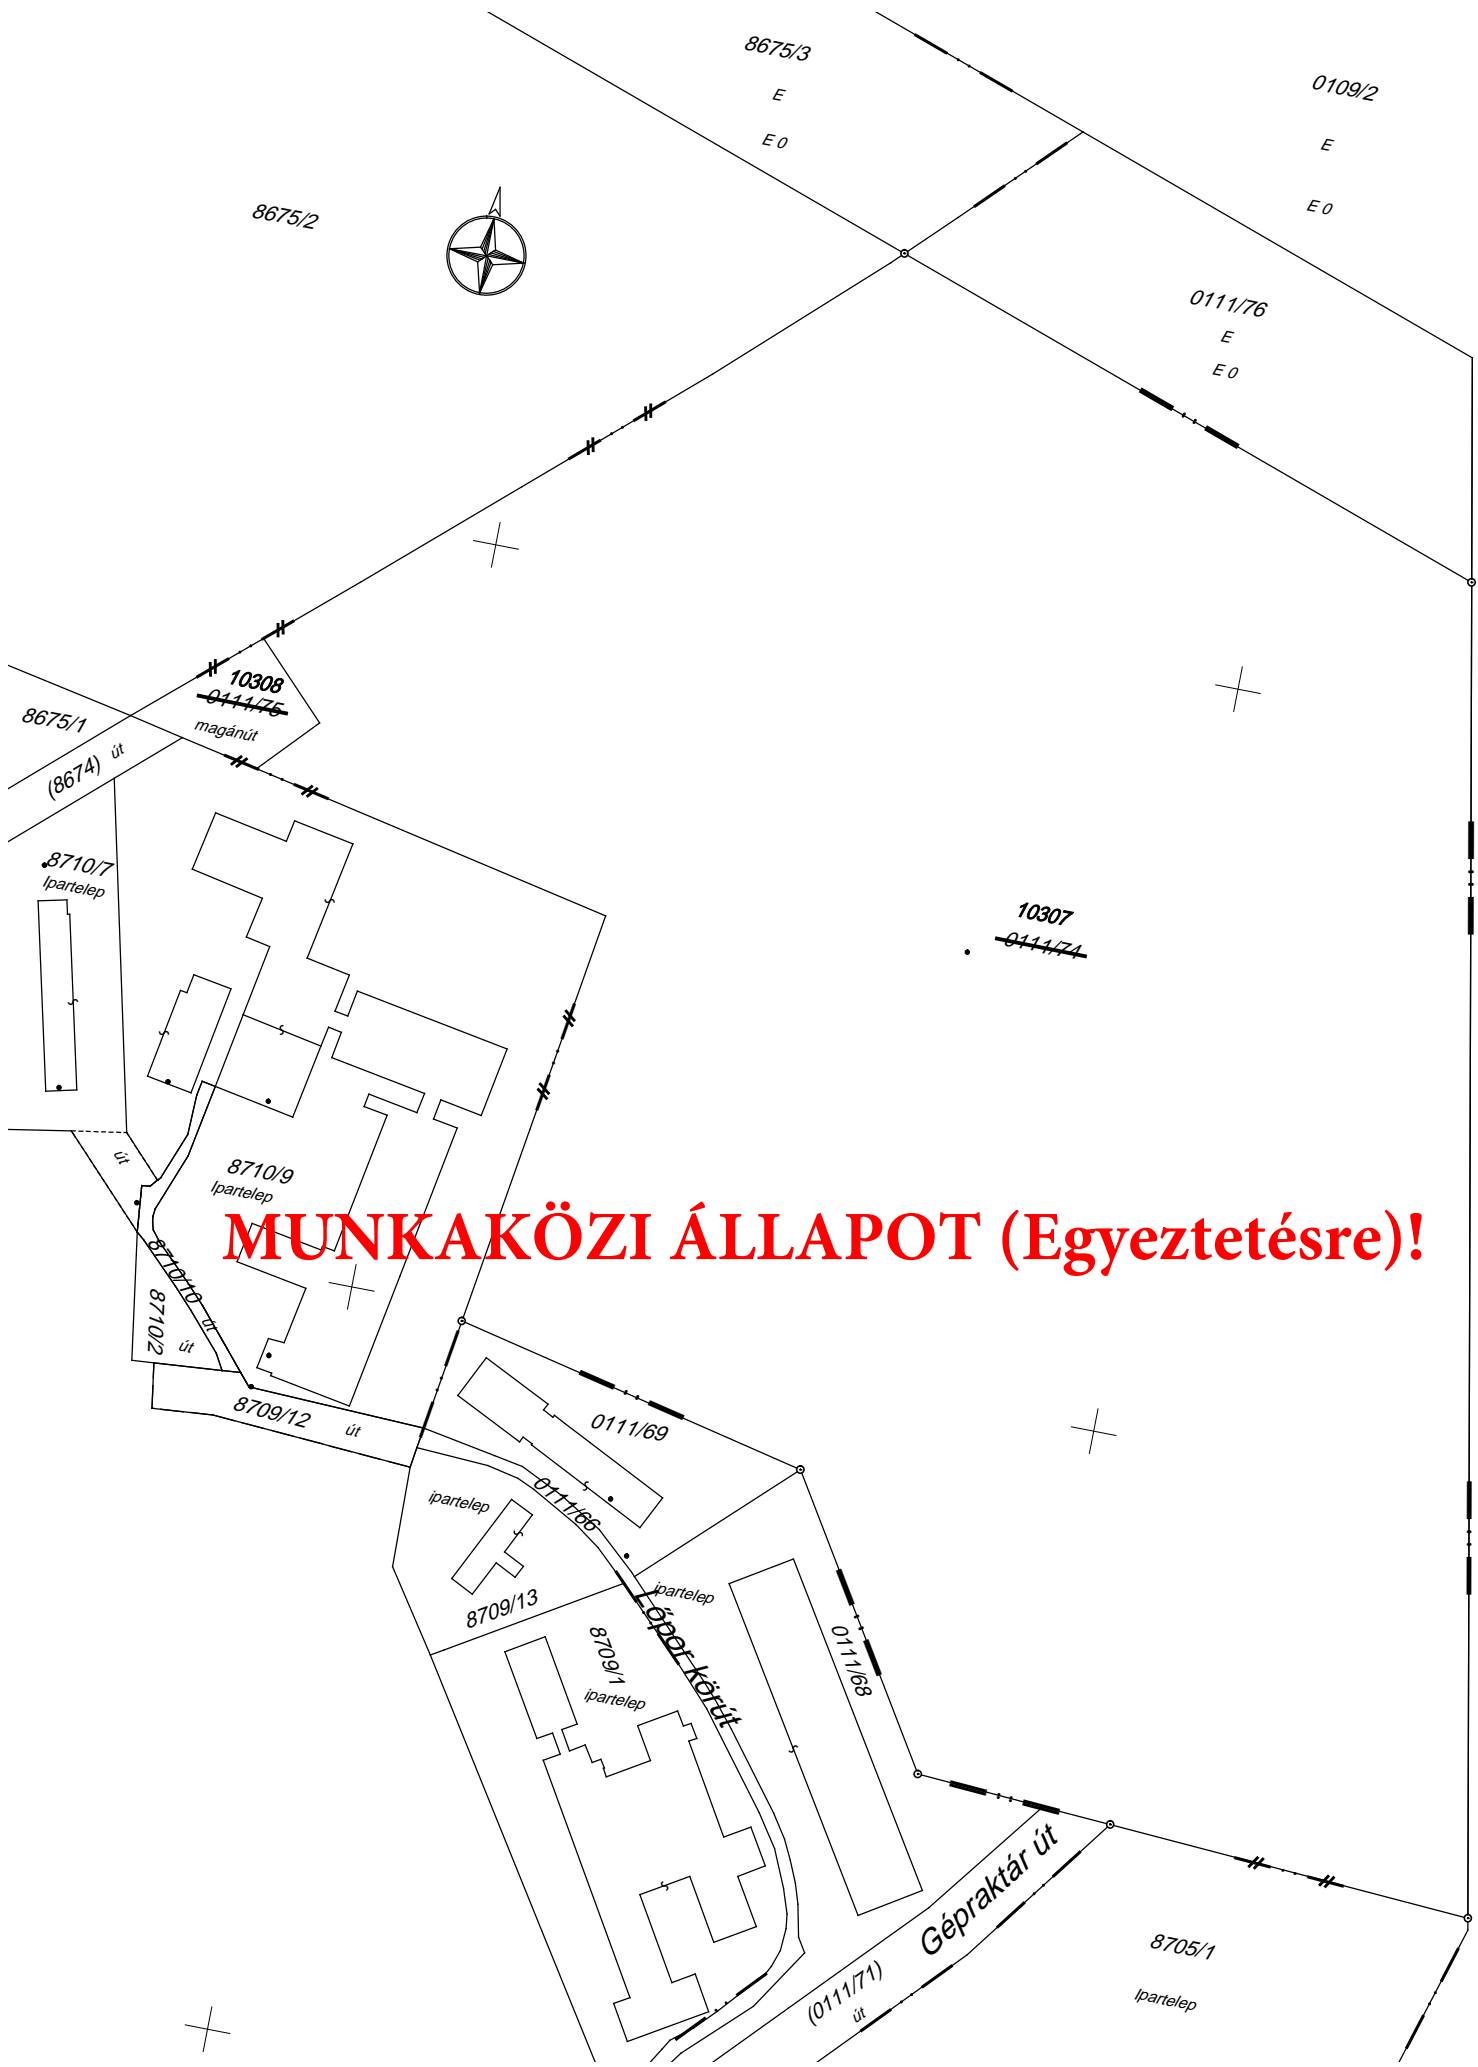 8675/3
E
E 0
0109/2
E
E 0
8675/2
0111/76
E
E 0
10308
0111/75
magánút
8675/1
(8674) út
8710/7
Ipartelep
10307
0111/74
út
8710/9
Ipartelep
MUNKAKÖZI ÁLLAPOT (Egyeztetésre)!
8710/10 út
8710/2 út
8709/12 út
0111/69
ipartelep
0111/66
8709/13
ipartelep
Lőpor körút
8709/1
ipartelep
0111/68
Gépraktár út
(0111/71)
út
8705/1
Ipartelep